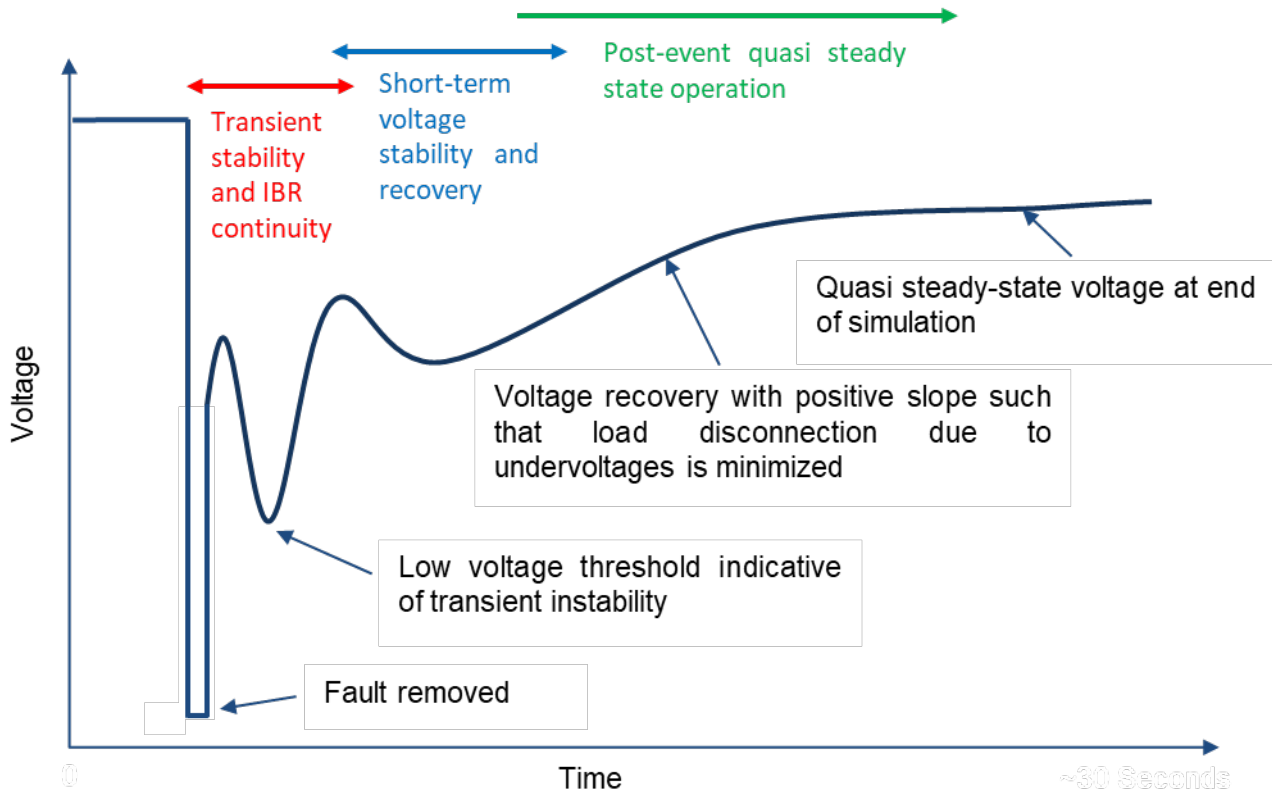 Post-event quasi steady
state operation
Short-term
voltage
stability and
recovery
Transient
stability
and IBR
continuity
Voltage
Quasi steady-state voltage at end
of simulation
Voltage recovery with positive slope such
that load disconnection due to
undervoltages is minimized
Low voltage threshold indicative
of transient instability
Fault removed
0
Time
~30 Seconds